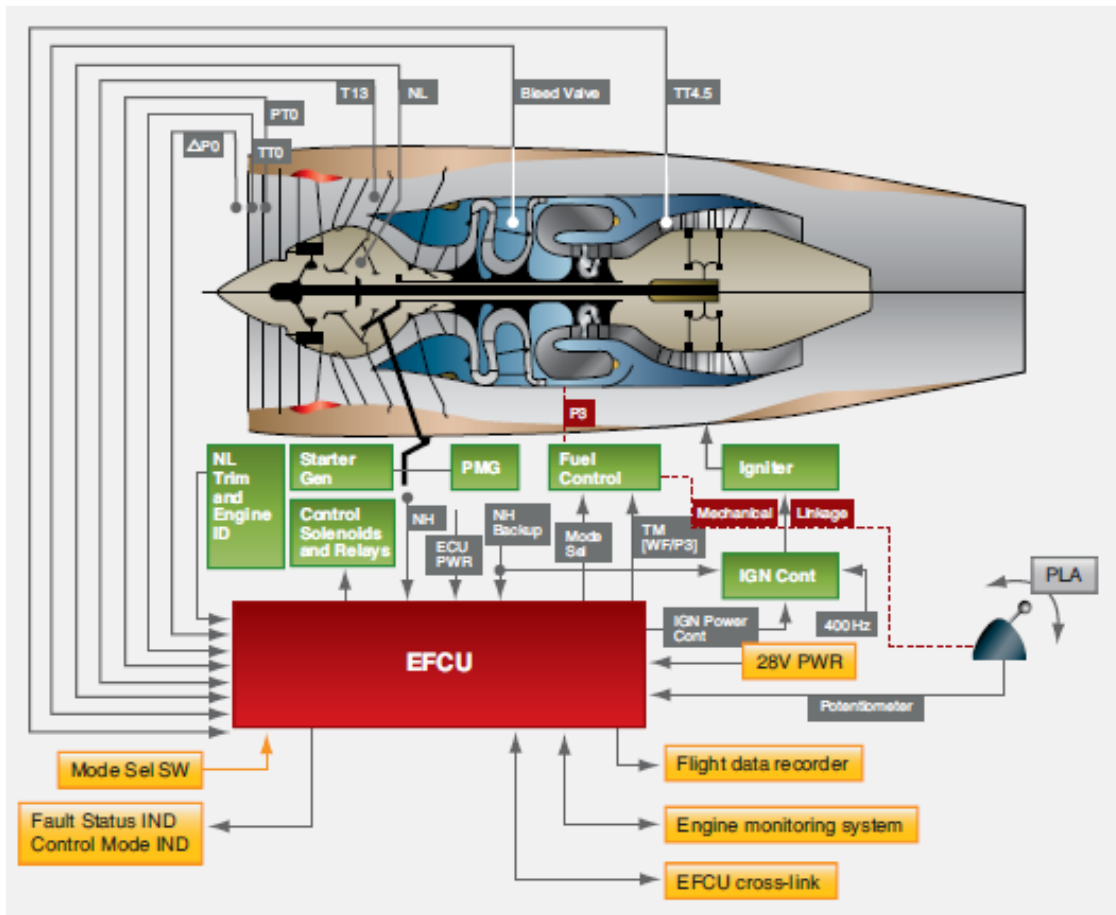 T13
NL
Bleed Valve
TT4.5
PT0
ΔP0
TT0
P3
NL
Trim
and
Engine
ID
Starter
Gen
PMG
Fuel
Control
Igniter
Control
Solenoids
and Relays
NH
ECU
PWR
NH
Backup
Mode
Sel
TM
[WF/P3]
Mechanical
Linkage
IGN Cont
PLA
IGN Power
Cont
400Hz
EFCU
28V PWR
Potentiometer
Mode Sel SW
Flight data recorder
Fault Status IND
Control Mode IND
Engine monitoring system
EFCU cross-link